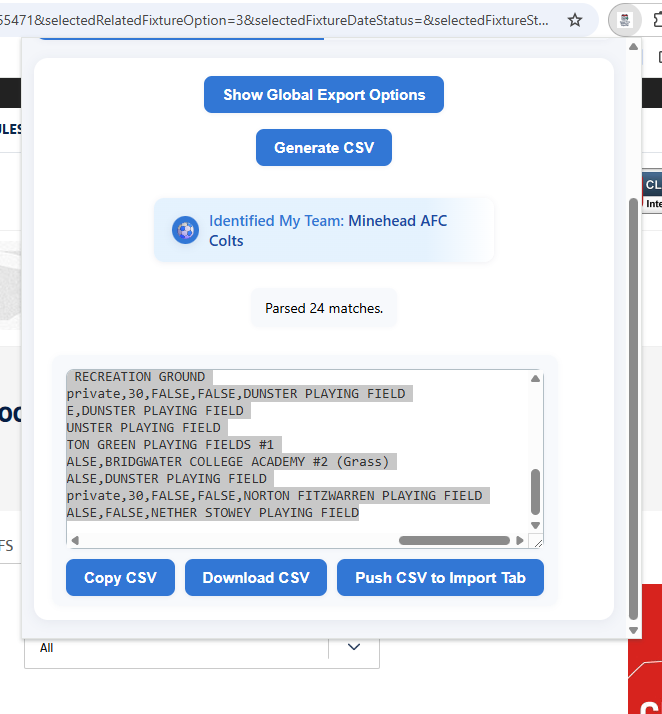 55471&selectedRelatedFixtureOption=3&selectedFixtureDateStatus=&selectedFixtureSt...
Show Global Export Options
Generate CSV
Identified My Team: Minehead AFC
Colts
Parsed 24 matches.
RECREATION GROUND
private,30,FALSE,FALSE,DUNSTER PLAYING FIELD
E,DUNSTER PLAYING FIELD
UNSTER PLAYING FIELD
TON GREEN PLAYING FIELDS #1
ALSE,BRIDGWATER COLLEGE ACADEMY #2 (Grass)
ALSE,DUNSTER PLAYING FIELD
private,30,FALSE,FALSE,NORTON FITZWARREN PLAYING FIELD
ALSE,FALSE,NETHER STOWEY PLAYING FIELD
Copy CSV
Download CSV
Push CSV to Import Tab
All
ULES
OC
FS
CL
Inte